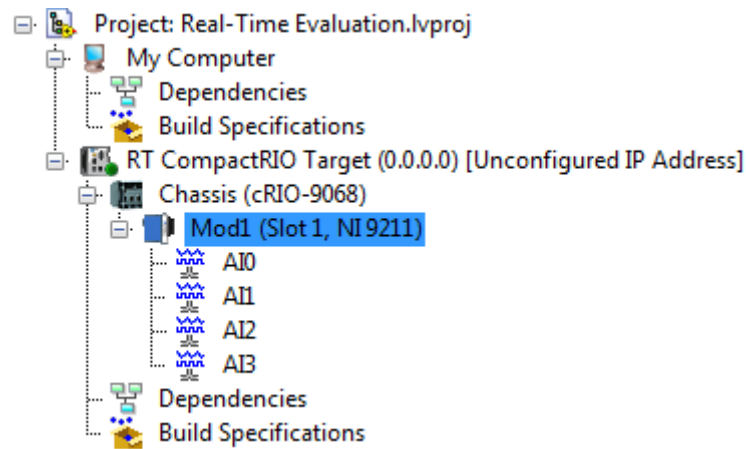 Project: Real-Time Evaluation.lvproj
My Computer
Dependencies
Build Specifications
RT CompactRIO Target (0.0.0.0) [Unconfigured IP Address]
Chassis (cRIO-9068)
Mod1 (Slot 1, NI 9211)
AI0
AI1
AI2
AI3
Dependencies
Build Specifications